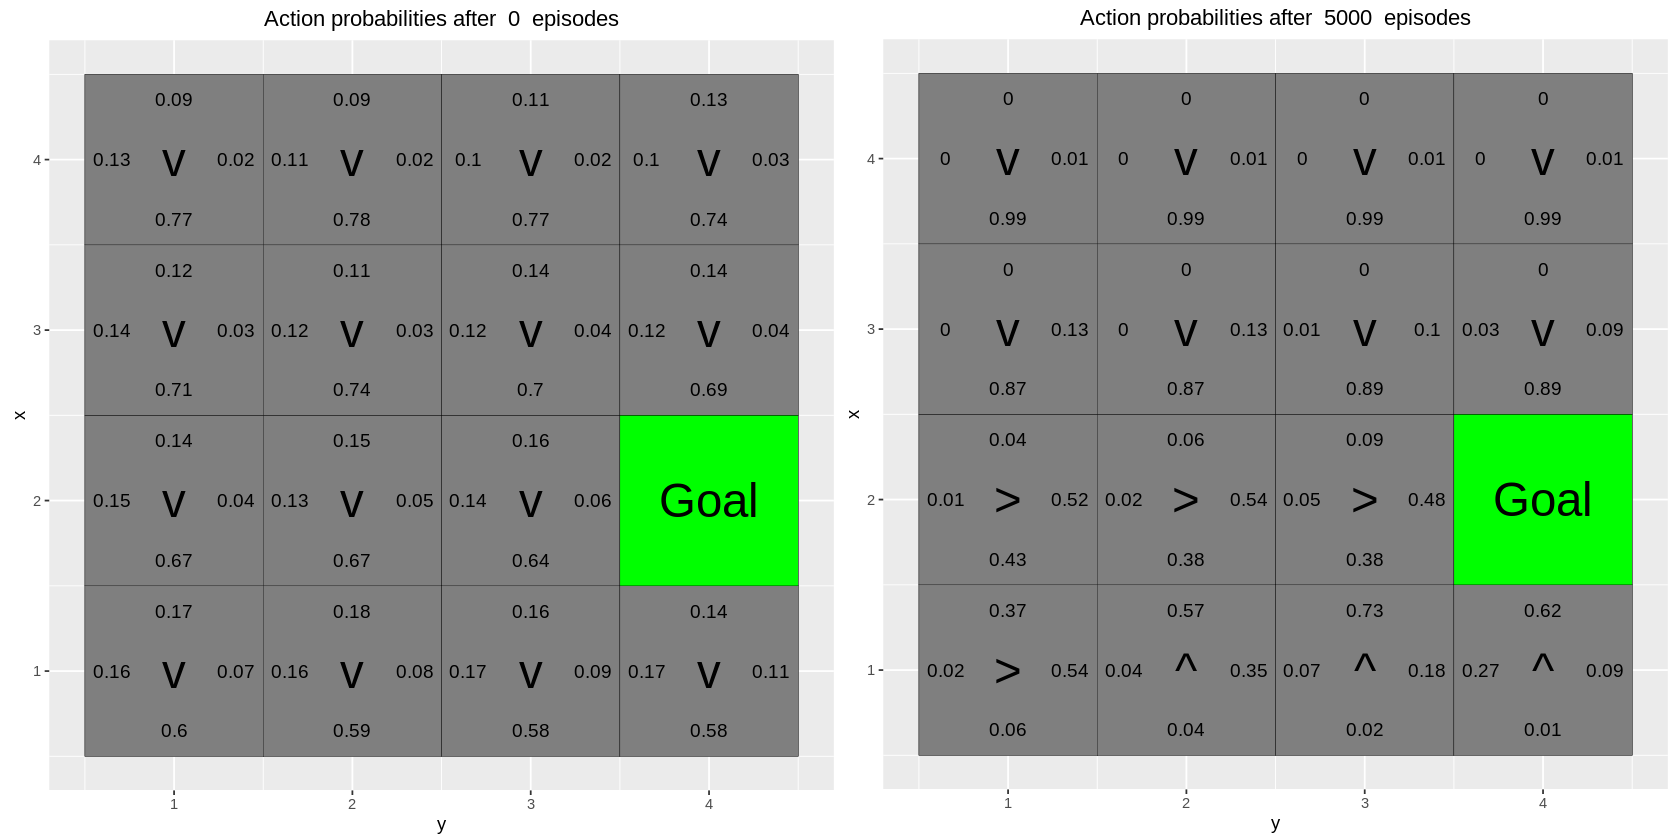 Action probabilities after 0 episodes
0.09 0.09 0.11 0.13
4 0.13 V 0.02 0.11 V 0.02 0.1 V 0.02 0.1 V 0.03
0.77 0.78 0.77 0.74
0.12 0.11 0.14 0.14
3 0.14 V 0.03 0.12 V 0.03 0.12 V 0.04 0.12 V 0.04
0.71 0.74 0.7 0.69
x
0.14 0.15 0.16
2 0.15 V 0.04 0.13 V 0.05 0.14 V 0.06 Goal
0.67 0.67 0.64
0.17 0.18 0.16 0.14
1 0.16 V 0.07 0.16 V 0.08 0.17 V 0.09 0.17 V 0.11
0.6 0.59 0.58 0.58
1 2 3 4
y
Action probabilities after 5000 episodes
0 0 0 0
4 0 V 0.01 0 V 0.01 0 V 0.01 0 V 0.01
0.99 0.99 0.99 0.99
0 0 0 0
3 0 V 0.13 0 V 0.13 0.01 V 0.1 0.03 V 0.09
0.87 0.87 0.89 0.89
x
0.04 0.06 0.09
2 0.01 > 0.52 0.02 > 0.54 0.05 > 0.48 Goal
0.43 0.38 0.38
0.37 0.57 0.73 0.62
1 0.02 > 0.54 0.04 ^ 0.35 0.07 ^ 0.18 0.27 ^ 0.09
0.06 0.04 0.02 0.01
1 2 3 4
y